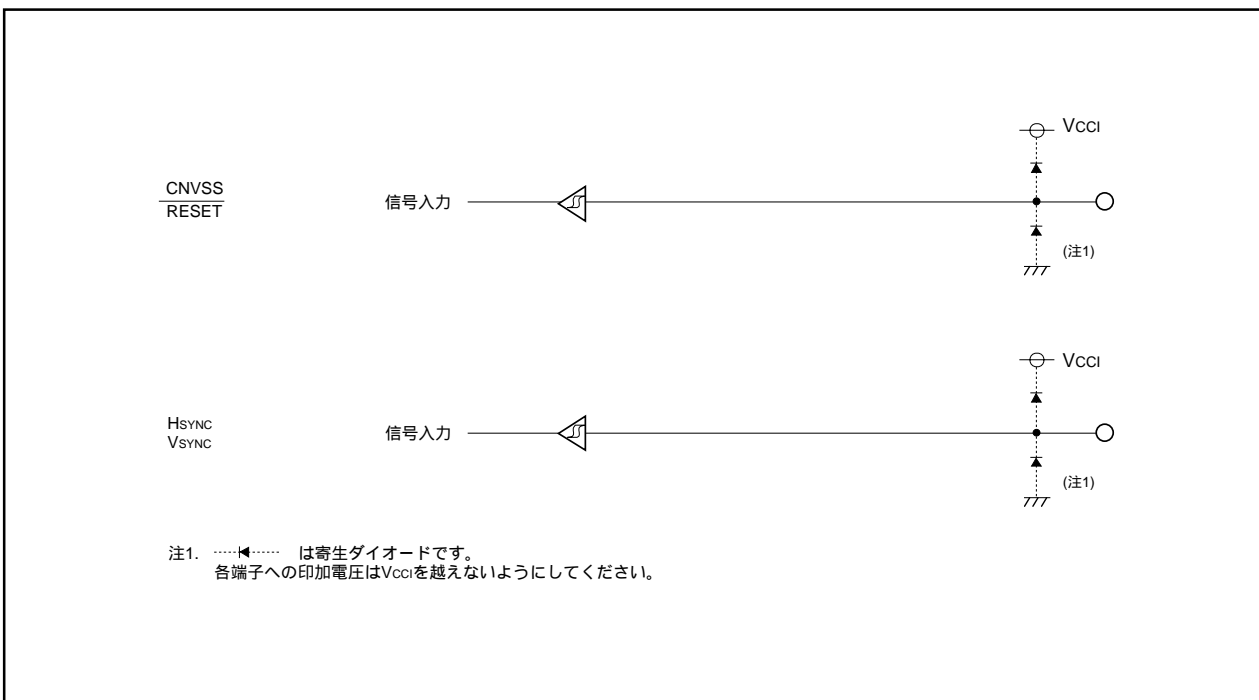 VCCI
CNVSS
RESET
信号入力
(注1)
VCCI
HSYNC
VSYNC
信号入力
(注1)
注1. は寄生ダイオードです。
各端子への印加電圧はVCCIを越えないようにしてください。